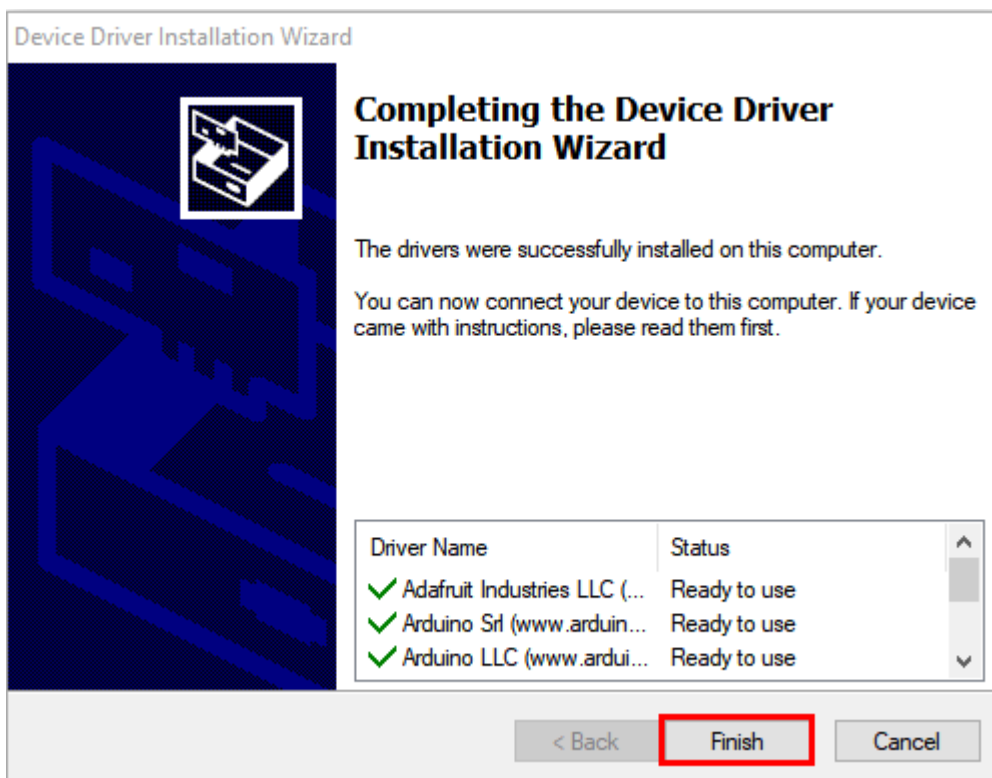 Device Driver Installation Wizard
Completing the Device Driver
Installation Wizard
The drivers were successfully installed on this computer.
You can now connect your device to this computer. If your device
came with instructions, please read them first.
Driver Name Status
Adafruit Industries LLC (... Ready to use
Arduino Srl (www.arduin... Ready to use
Arduino LLC (www.ardui... Ready to use
< Back Finish Cancel